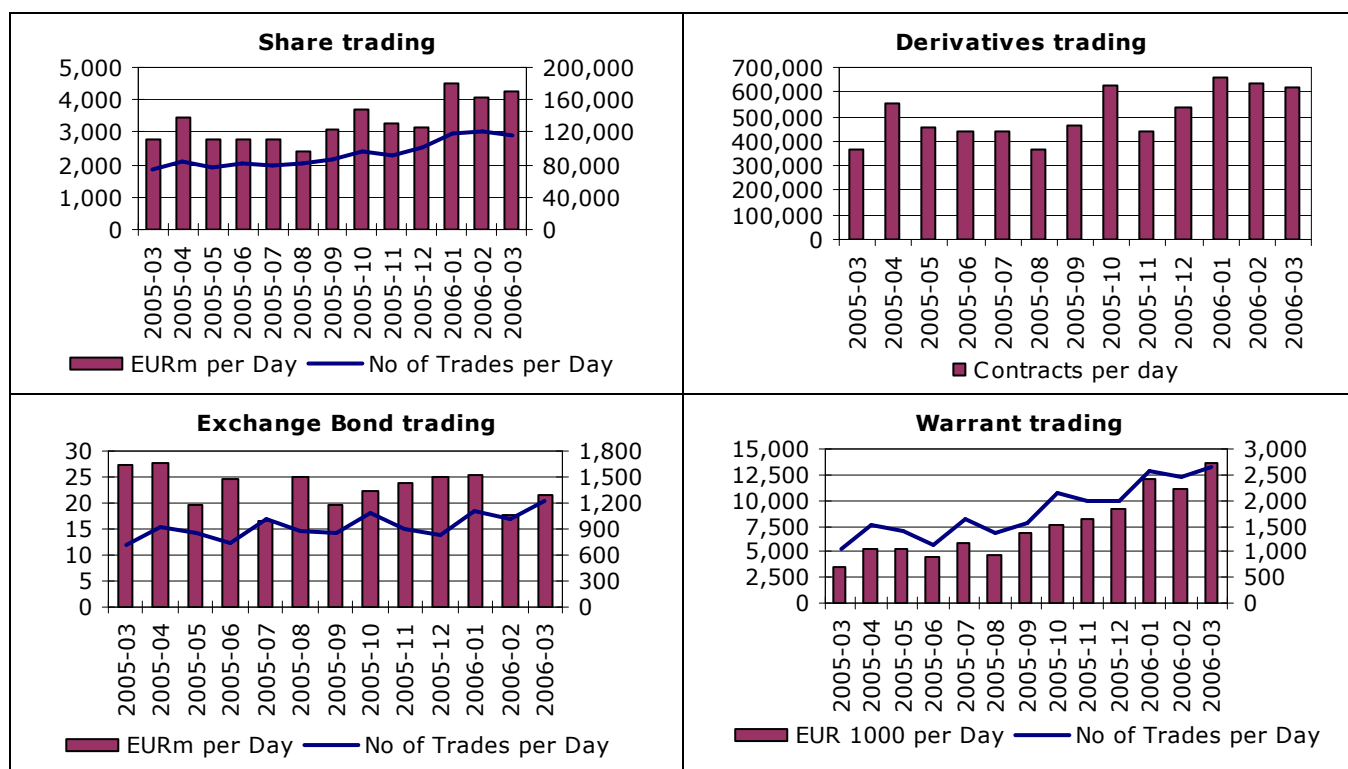 Share trading
5,000 200,000
4,000 160,000
3,000 120,000
2,000 80,000
1,000 40,000
0 0
2005-03 2005-04 2005-05 2005-06 2005-07 2005-08 2005-09 2005-10 2005-11 2005-12 2006-01 2006-02 2006-03
EURm per Day No of Trades per Day
Derivatives trading
700,000
600,000
500,000
400,000
300,000
200,000
100,000
0
2005-03 2005-04 2005-05 2005-06 2005-07 2005-08 2005-09 2005-10 2005-11 2005-12 2006-01 2006-02 2006-03
Contracts per day
Exchange Bond trading
30 1,800
25 1,500
20 1,200
15 900
10 600
5 300
0 0
2005-03 2005-04 2005-05 2005-06 2005-07 2005-08 2005-09 2005-10 2005-11 2005-12 2006-01 2006-02 2006-03
EURm per Day No of Trades per Day
Warrant trading
15,000 3,000
12,500 2,500
10,000 2,000
7,500 1,500
5,000 1,000
2,500 500
0 0
2005-03 2005-04 2005-05 2005-06 2005-07 2005-08 2005-09 2005-10 2005-11 2005-12 2006-01 2006-02 2006-03
EUR 1000 per Day No of Trades per Day